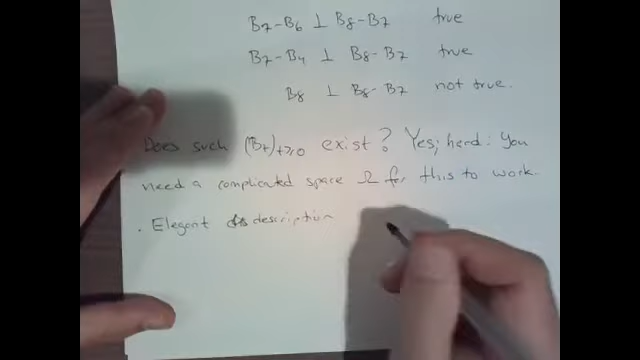 B7-B6 ⊥ B8-B7 true
B7-B4 ⊥ B8-B7 true
B8 ⊥ B8-B7 not true.
Does such (Bt)t≥0 exist? Yes; hard: You
need a complicated space Ω for this to work.
. Elegant description